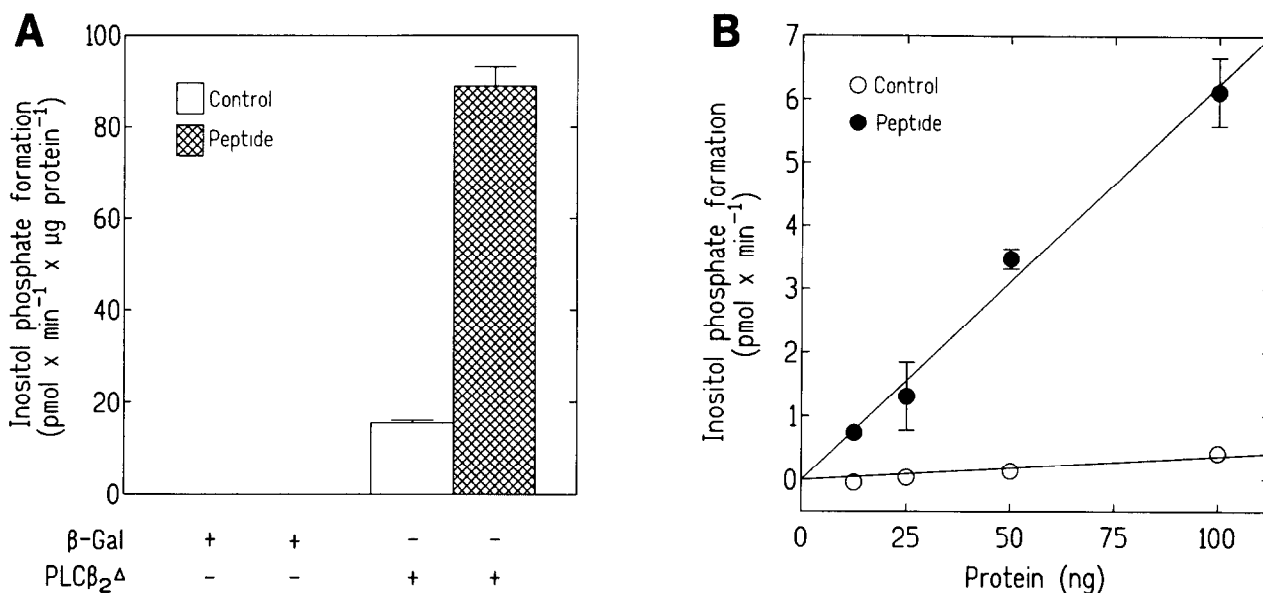 A
Inositol phosphate formation
(pmol x min⁻¹ x µg protein⁻¹)
100
80
60
40
20
0
Control
Peptide
β-Gal + + - -
PLCβ₂Δ - - + +
B
Inositol phosphate formation
(pmol x min⁻¹)
7
6
5
4
3
2
1
0
Control
Peptide
0 25 50 75 100
Protein (ng)